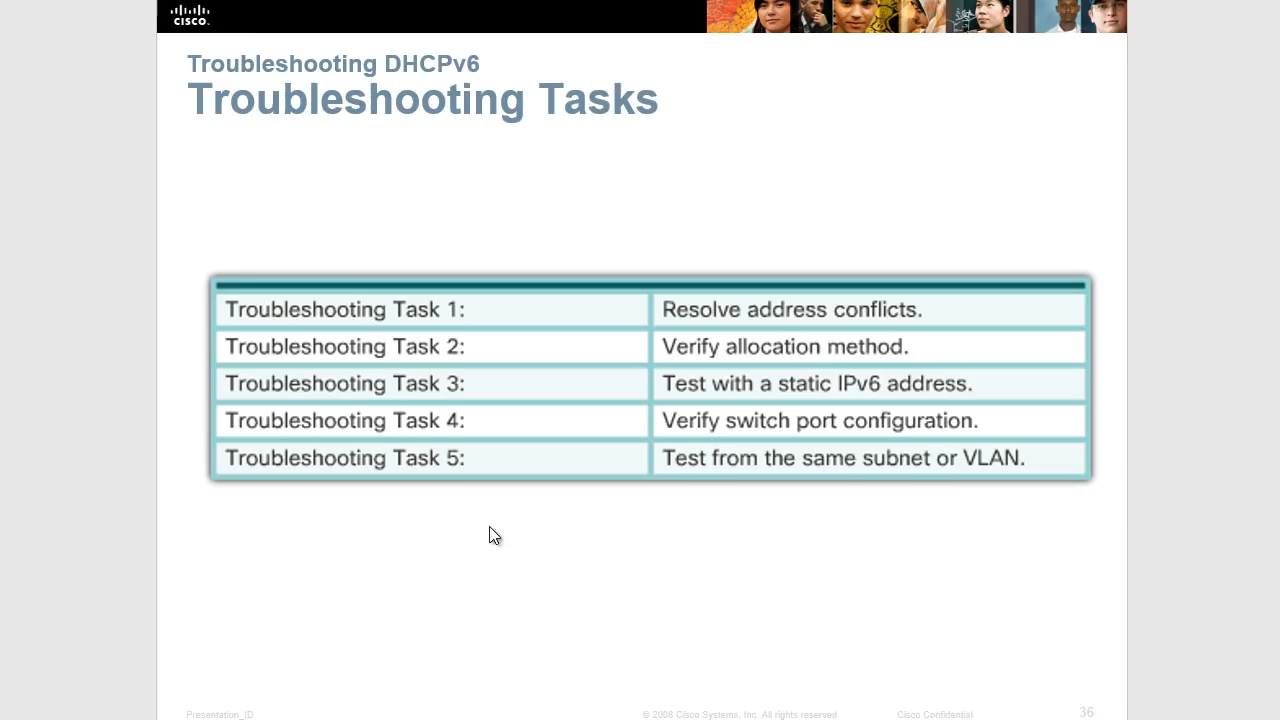 CISCO.
Troubleshooting DHCPv6
Troubleshooting Tasks
Troubleshooting Task 1: Resolve address conflicts.
Troubleshooting Task 2: Verify allocation method.
Troubleshooting Task 3: Test with a static IPv6 address.
Troubleshooting Task 4: Verify switch port configuration.
Troubleshooting Task 5: Test from the same subnet or VLAN.
Presentation_ID © 2008 Cisco Systems, Inc. All rights reserved. Cisco Confidential 36